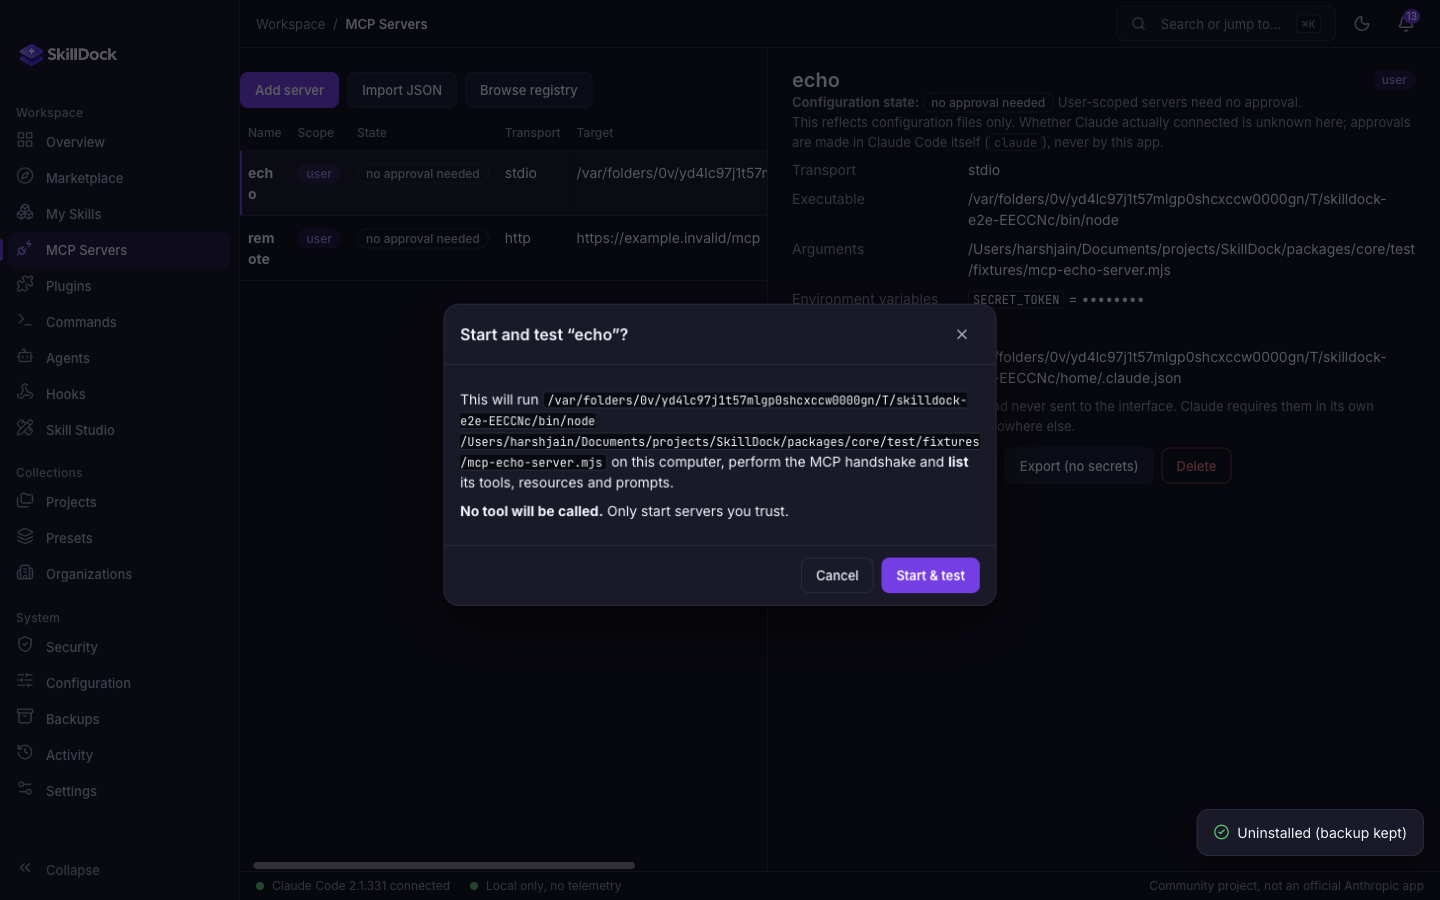 SkillDock
Workspace
Overview
Marketplace
My Skills
MCP Servers
Plugins
Commands
Agents
Hooks
Skill Studio
Collections
Projects
Presets
Organizations
System
Security
Configuration
Backups
Activity
Settings
Collapse
Workspace / MCP Servers
Search or jump to... ⌘K
13
Add server
Import JSON
Browse registry
Name Scope State Transport Target
ech
o
user
no approval needed
stdio
/var/folders/0v/yd4lc97j1t57m
rem
ote
user
no approval needed
http
https://example.invalid/mcp
echo
user
Configuration state: no approval needed User-scoped servers need no approval.
This reflects configuration files only. Whether Claude actually connected is unknown here; approvals
are made in Claude Code itself (claude), never by this app.
Transport stdio
Executable /var/folders/0v/yd4lc97j1t57mlgp0shcxccw0000gn/T/skilldock-
e2e-EECCNc/bin/node
Arguments /Users/harshjain/Documents/projects/SkillDock/packages/core/test
/fixtures/mcp-echo-server.mjs
Environment variables SECRET_TOKEN = ••••••••
/folders/0v/yd4lc97j1t57mlgp0shcxccw0000gn/T/skilldock-
-EECCNc/home/.claude.json
nd never sent to the interface. Claude requires them in its own
owhere else.
Export (no secrets)
Delete
Start and test “echo”?
This will run /var/folders/0v/yd4lc97j1t57mlgp0shcxccw0000gn/T/skilldock-
e2e-EECCNc/bin/node
/Users/harshjain/Documents/projects/SkillDock/packages/core/test/fixtures
/mcp-echo-server.mjs on this computer, perform the MCP handshake and list
its tools, resources and prompts.
No tool will be called. Only start servers you trust.
Cancel
Start & test
Uninstalled (backup kept)
Claude Code 2.1.331 connected
Local only, no telemetry
Community project, not an official Anthropic app